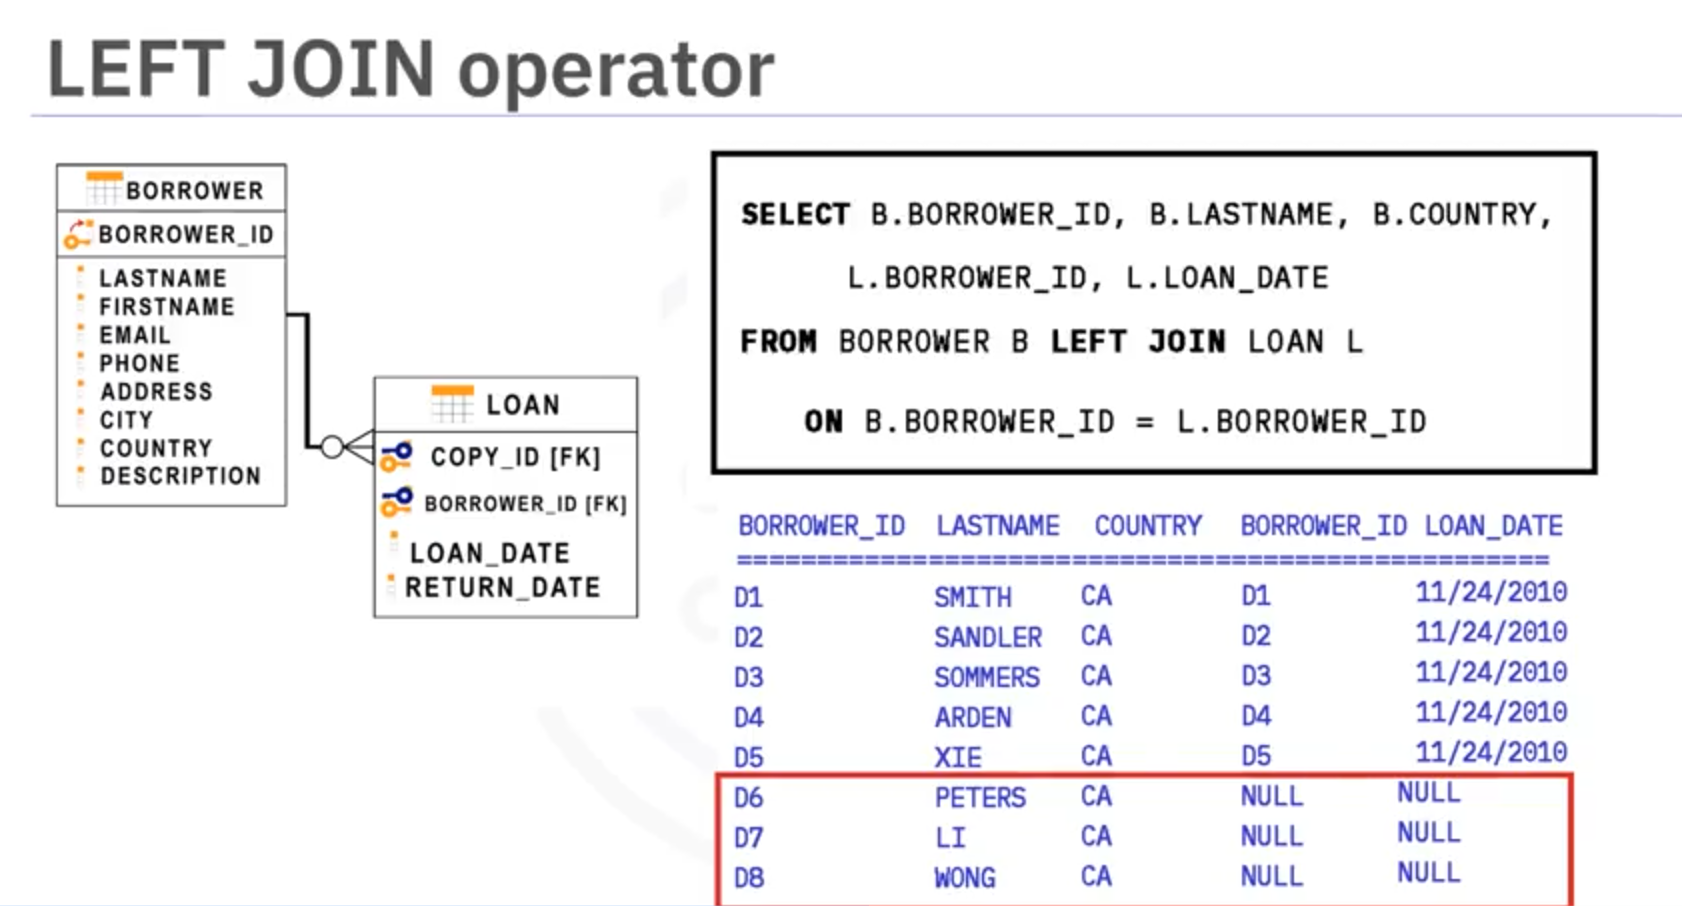 LEFT JOIN operator
BORROWER
BORROWER_ID
LASTNAME
FIRSTNAME
EMAIL
PHONE
ADDRESS
CITY
COUNTRY
DESCRIPTION
LOAN
COPY_ID [FK]
BORROWER_ID [FK]
LOAN_DATE
RETURN_DATE
SELECT B.BORROWER_ID, B.LASTNAME, B.COUNTRY,
L.BORROWER_ID, L.LOAN_DATE
FROM BORROWER B LEFT JOIN LOAN L
ON B.BORROWER_ID = L.BORROWER_ID
BORROWER_ID LASTNAME COUNTRY BORROWER_ID LOAN_DATE
====================================================
D1 SMITH CA D1 11/24/2010
D2 SANDLER CA D2 11/24/2010
D3 SOMMERS CA D3 11/24/2010
D4 ARDEN CA D4 11/24/2010
D5 XIE CA D5 11/24/2010
D6 PETERS CA NULL NULL
D7 LI CA NULL NULL
D8 WONG CA NULL NULL